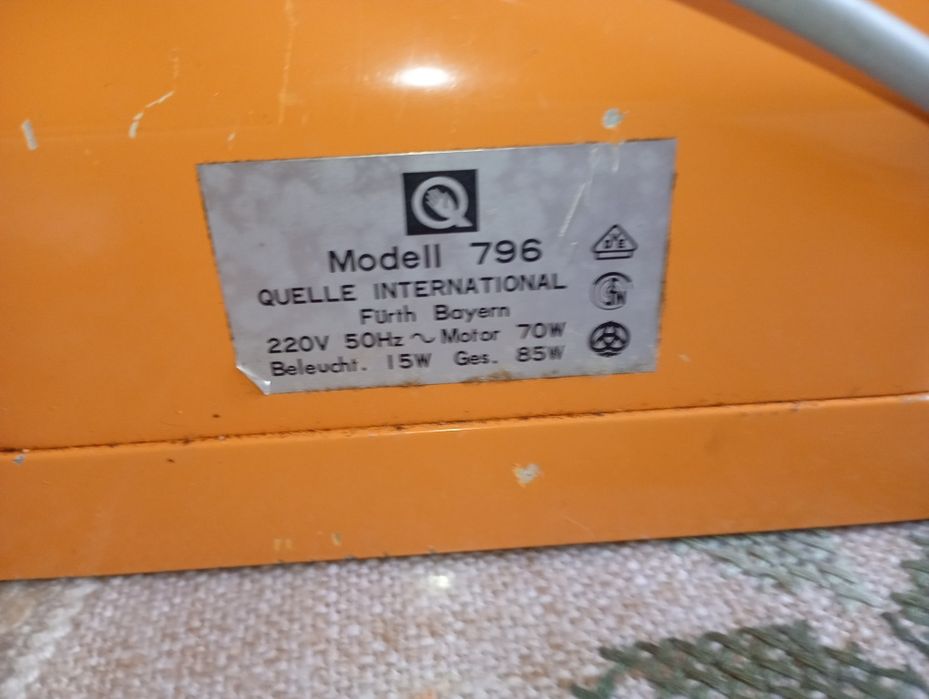 Q
Modell 796
QUELLE INTERNATIONAL
Fürth Bayern
220V 50Hz ~ Motor 70W
Beleucht. 15W Ges. 85W